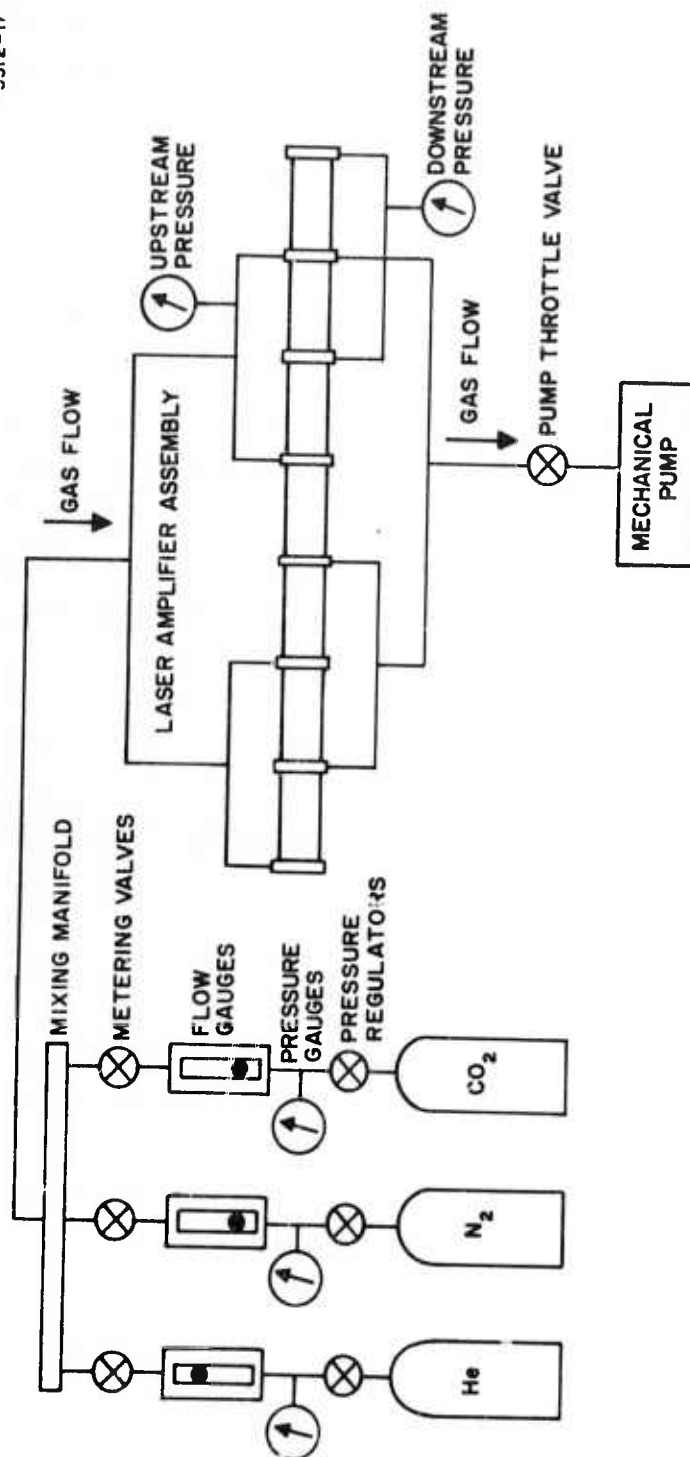 GAS FLOW
LASER AMPLIFIER ASSEMBLY
UPSTREAM
PRESSURE
DOWNSTREAM
PRESSURE
GAS FLOW
PUMP THROTTLE VALVE
MECHANICAL
PUMP
MIXING MANIFOLD
METERING VALVES
FLOW
GAUGES
PRESSURE
GAUGES
PRESSURE
REGULATORS
He
N₂
CO₂